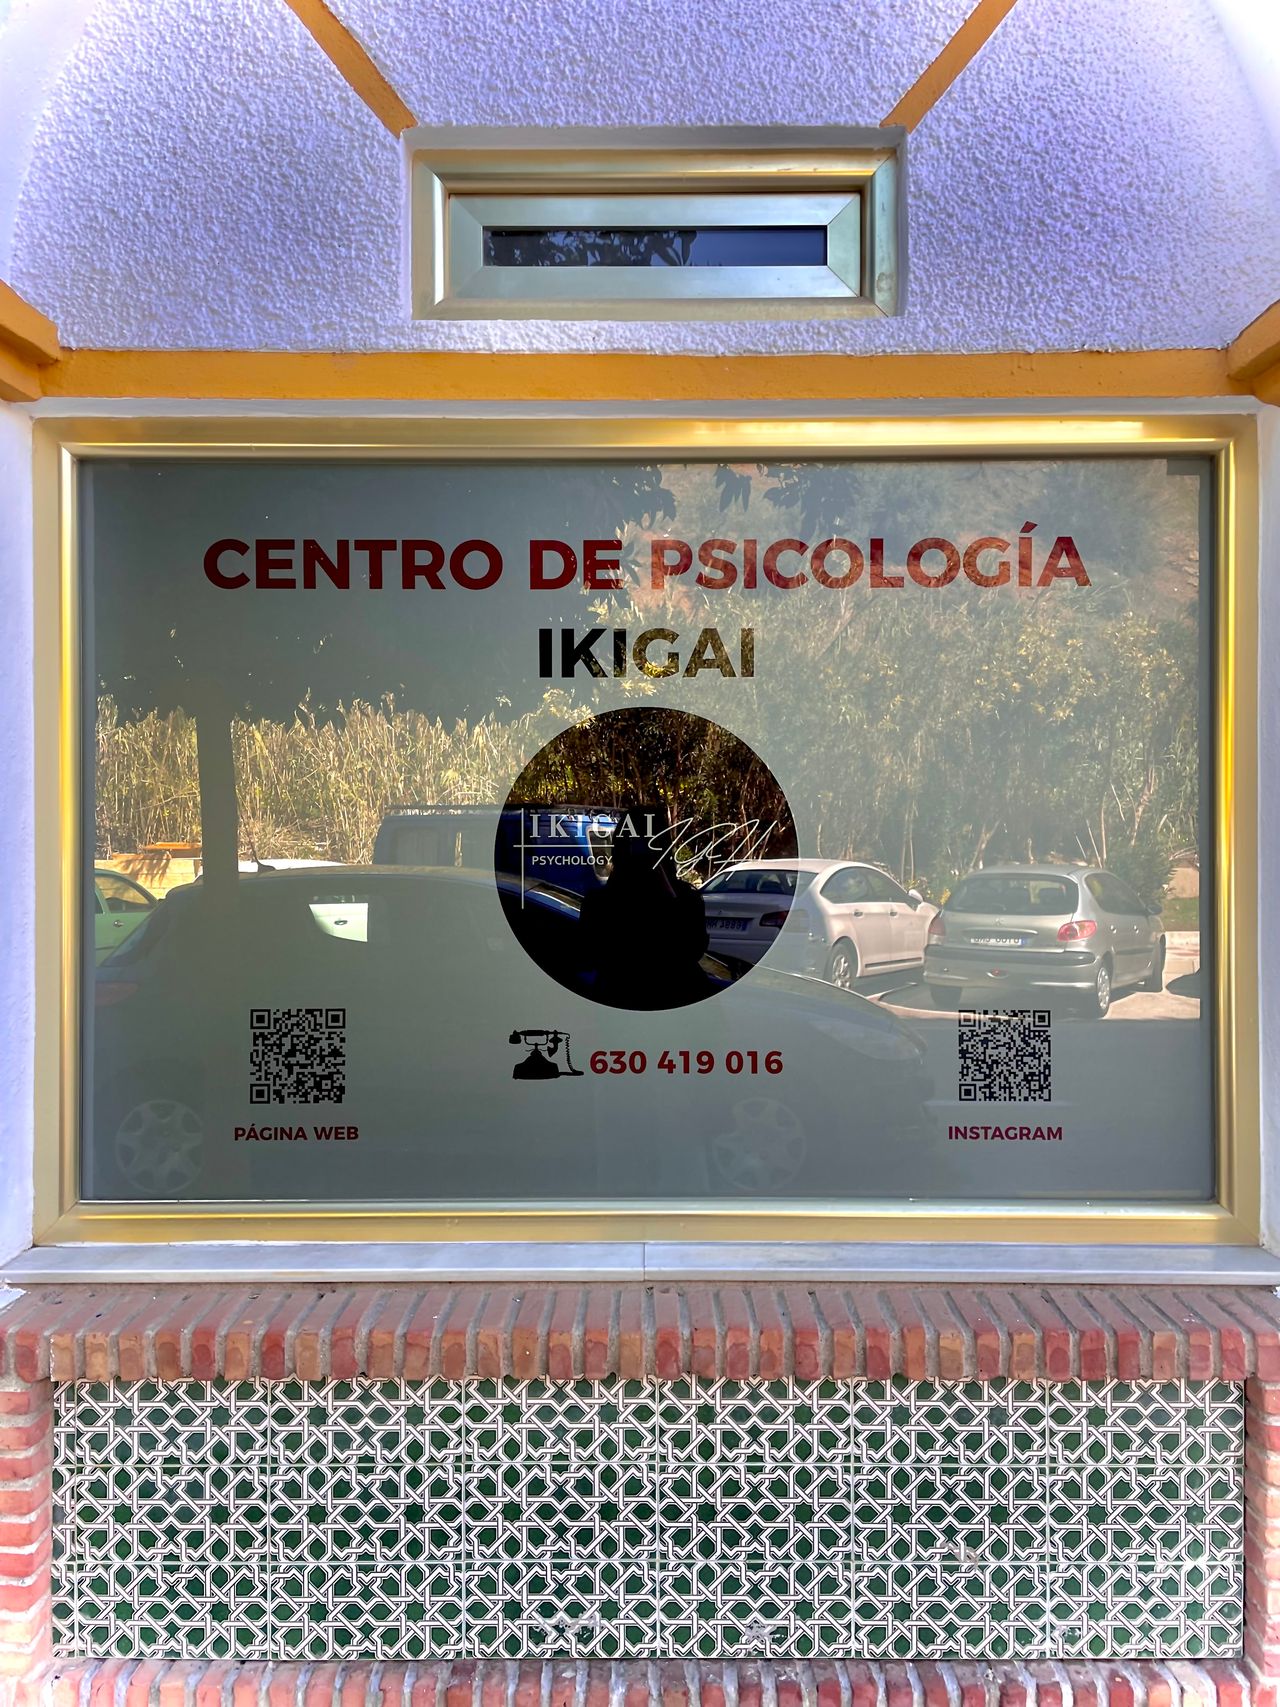 CENTRO DE PSICOLOGÍA
IKIGAI
IKIGAI
PSYCHOLOGY
630 419 016
PÁGINA WEB
INSTAGRAM